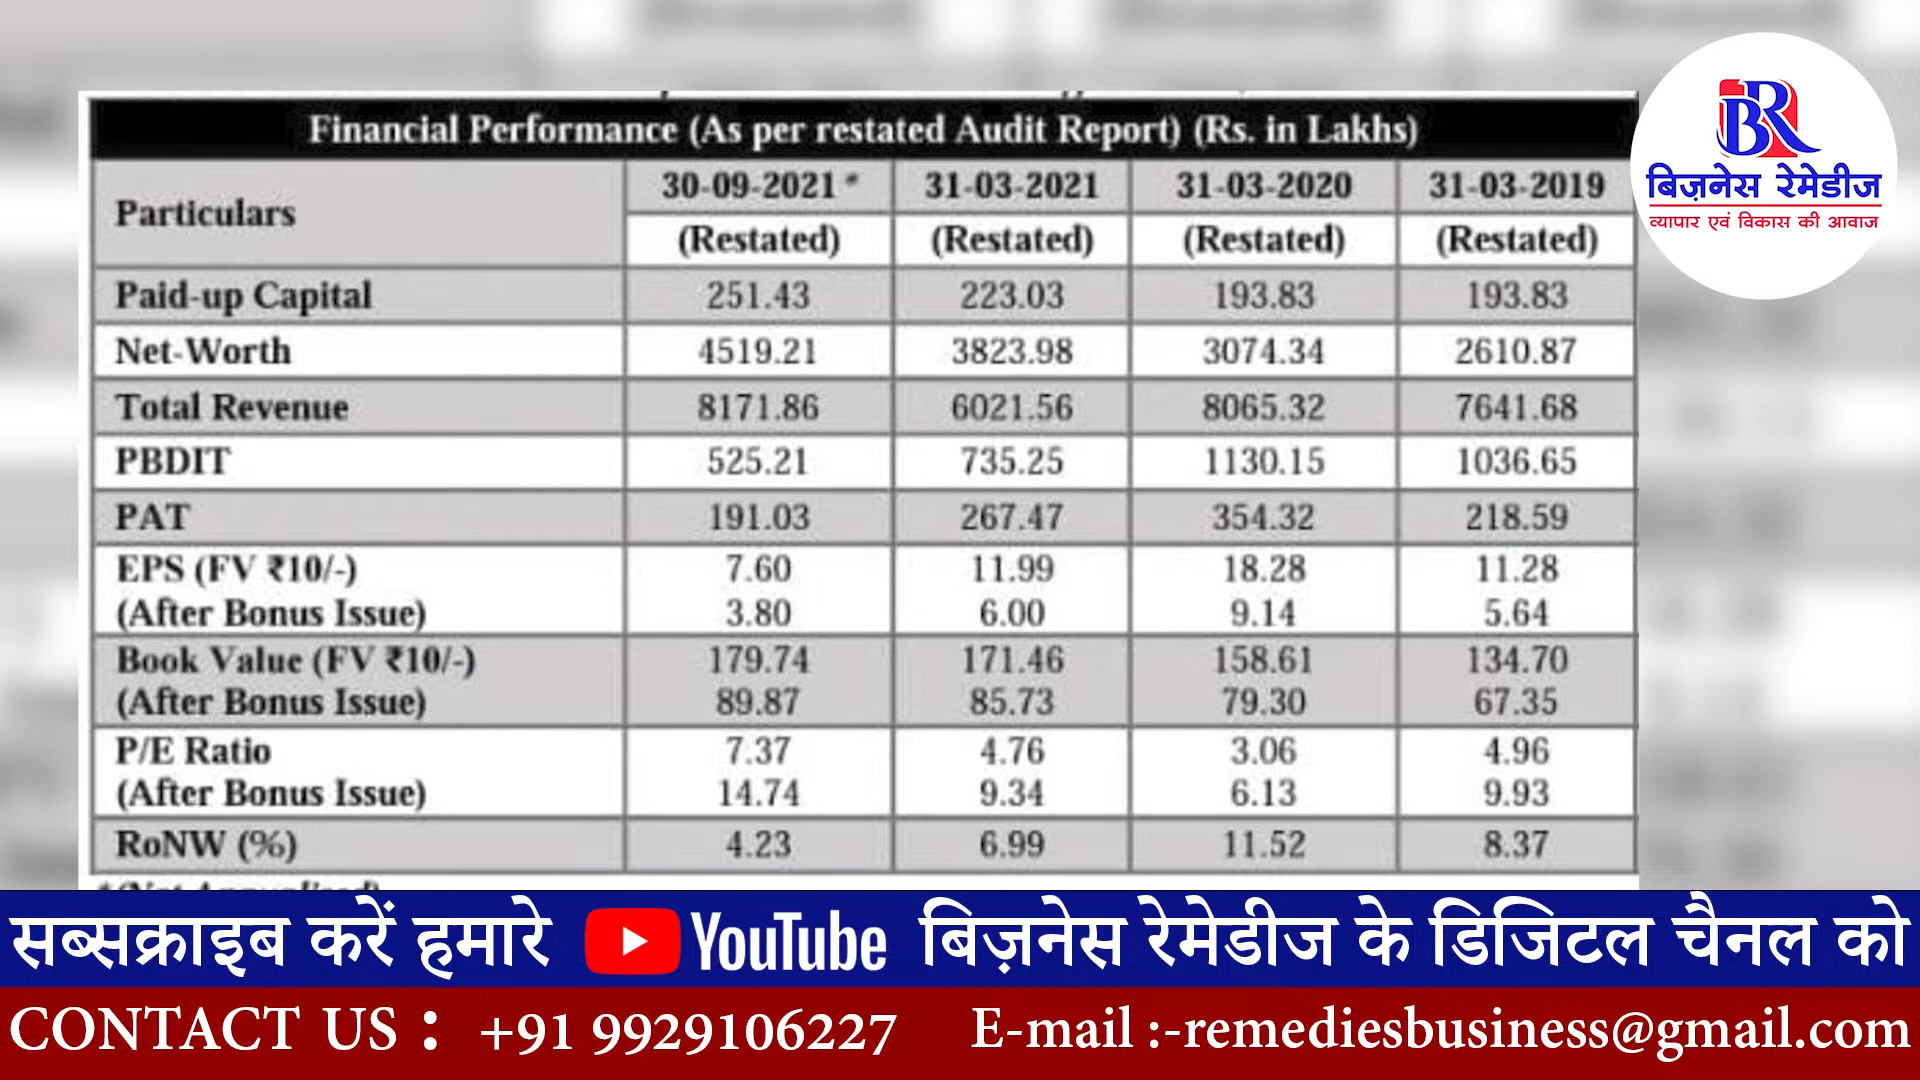 Financial Performance (As per restated Audit Report) (Rs. in Lakhs)
Particulars 30-09-2021 * 31-03-2021 31-03-2020 31-03-2019
(Restated) (Restated) (Restated) (Restated)
Paid-up Capital 251.43 223.03 193.83 193.83
Net-Worth 4519.21 3823.98 3074.34 2610.87
Total Revenue 8171.86 6021.56 8065.32 7641.68
PBDIT 525.21 735.25 1130.15 1036.65
PAT 191.03 267.47 354.32 218.59
EPS (FV ₹10/-) 7.60 11.99 18.28 11.28
(After Bonus Issue) 3.80 6.00 9.14 5.64
Book Value (FV ₹10/-) 179.74 171.46 158.61 134.70
(After Bonus Issue) 89.87 85.73 79.30 67.35
P/E Ratio 7.37 4.76 3.06 4.96
(After Bonus Issue) 14.74 9.34 6.13 9.93
RoNW (%) 4.23 6.99 11.52 8.37
BR
बिज़नेस रेमेडीज
व्यापार एवं विकास की आवाज
सब्सक्राइब करें हमारे YouTube बिज़नेस रेमेडीज के डिजिटल चैनल को
CONTACT US : +91 9929106227 E-mail :-remediesbusiness@gmail.com